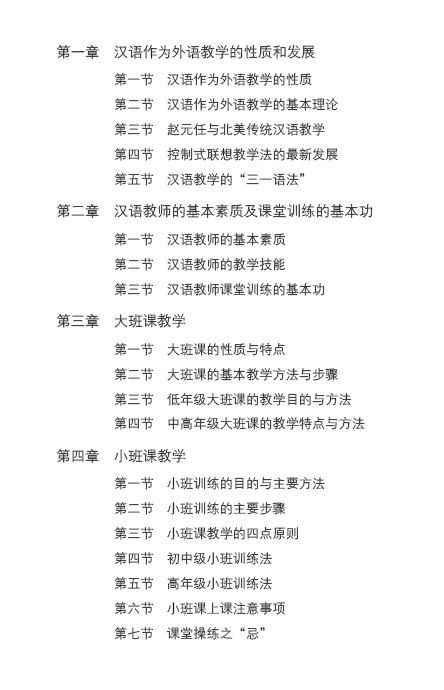 第一章 汉语作为外语教学的性质和发展
第一节 汉语作为外语教学的性质
第二节 汉语作为外语教学的基本理论
第三节 赵元任与北美传统汉语教学
第四节 控制式联想教学法的最新发展
第五节 汉语教学的“三一语法”
第二章 汉语教师的基本素质及课堂训练的基本功
第一节 汉语教师的基本素质
第二节 汉语教师的教学技能
第三节 汉语教师课堂训练的基本功
第三章 大班课教学
第一节 大班课的性质与特点
第二节 大班课的基本教学方法与步骤
第三节 低年级大班课的教学目的与方法
第四节 中高年级大班课的教学特点与方法
第四章 小班课教学
第一节 小班训练的目的与主要方法
第二节 小班训练的主要步骤
第三节 小班课教学的四点原则
第四节 初中级小班训练法
第五节 高年级小班训练法
第六节 小班课上课注意事项
第七节 课堂操练之“忌”